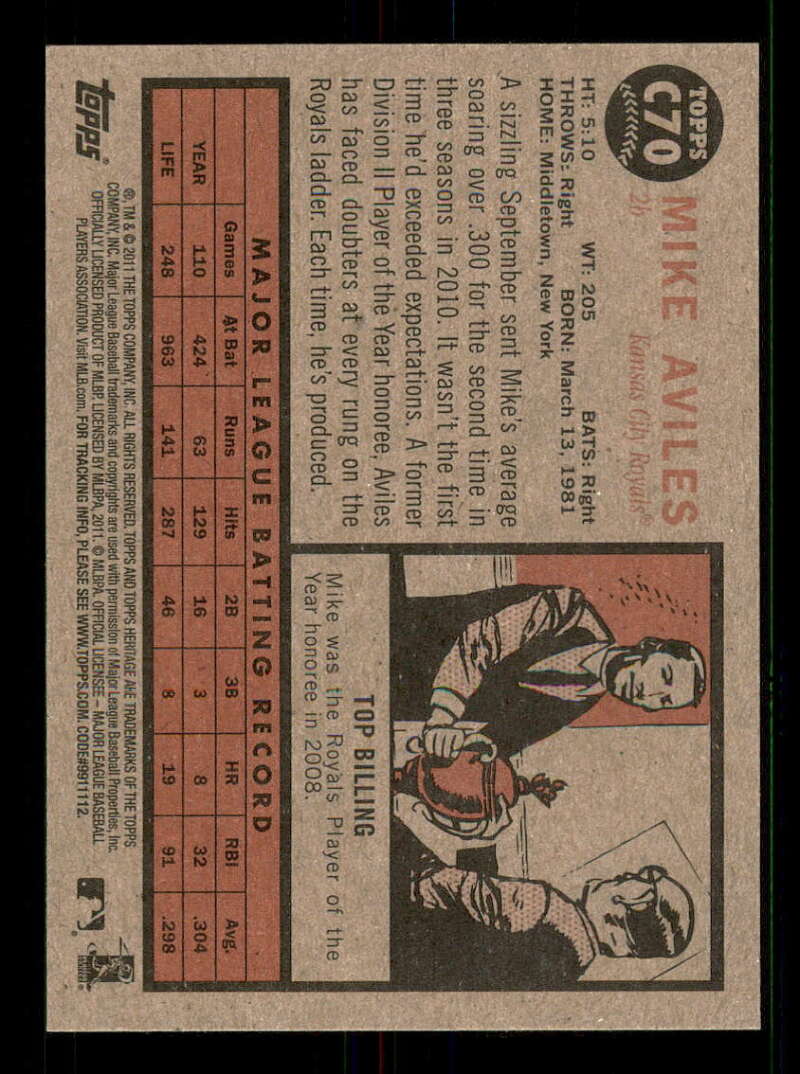 TOPPS
C70
MIKE AVILES
2b Kansas City Royals®
HT: 5:10 WT: 205 BATS: Right
THROWS: Right BORN: March 13, 1981
HOME: Middletown, New York
A sizzling September sent Mike's average
soaring over .300 for the second time in
three seasons in 2010. It wasn't the first
time he'd exceeded expectations. A former
Division II Player of the Year honoree, Aviles
has faced doubters at every rung on the
Royals ladder. Each time, he's produced.
TOP BILLING
Mike was the Royals Player of the
Year honoree in 2008.
MAJOR LEAGUE BATTING RECORD
Games At Bat Runs Hits 2B 3B HR RBI Avg.
YEAR 110 424 63 129 16 3 8 32 .304
LIFE 248 963 141 287 46 8 19 91 .298
topps®
®, TM & © 2011 THE TOPPS COMPANY, INC. ALL RIGHTS RESERVED. TOPPS AND TOPPS HERITAGE ARE TRADEMARKS OF THE TOPPS
COMPANY, INC. Major League Baseball trademarks and copyrights are used with permission of Major League Baseball Properties, Inc.
OFFICIALLY LICENSED PRODUCT OF MLBP. LICENSED BY MLBPA, 2011. © MLBPA. OFFICIAL LICENSEE – MAJOR LEAGUE BASEBALL
PLAYERS ASSOCIATION. Visit MLB.com. FOR TRACKING INFO, PLEASE SEE WWW.TOPPS.COM. CODE#9911112.